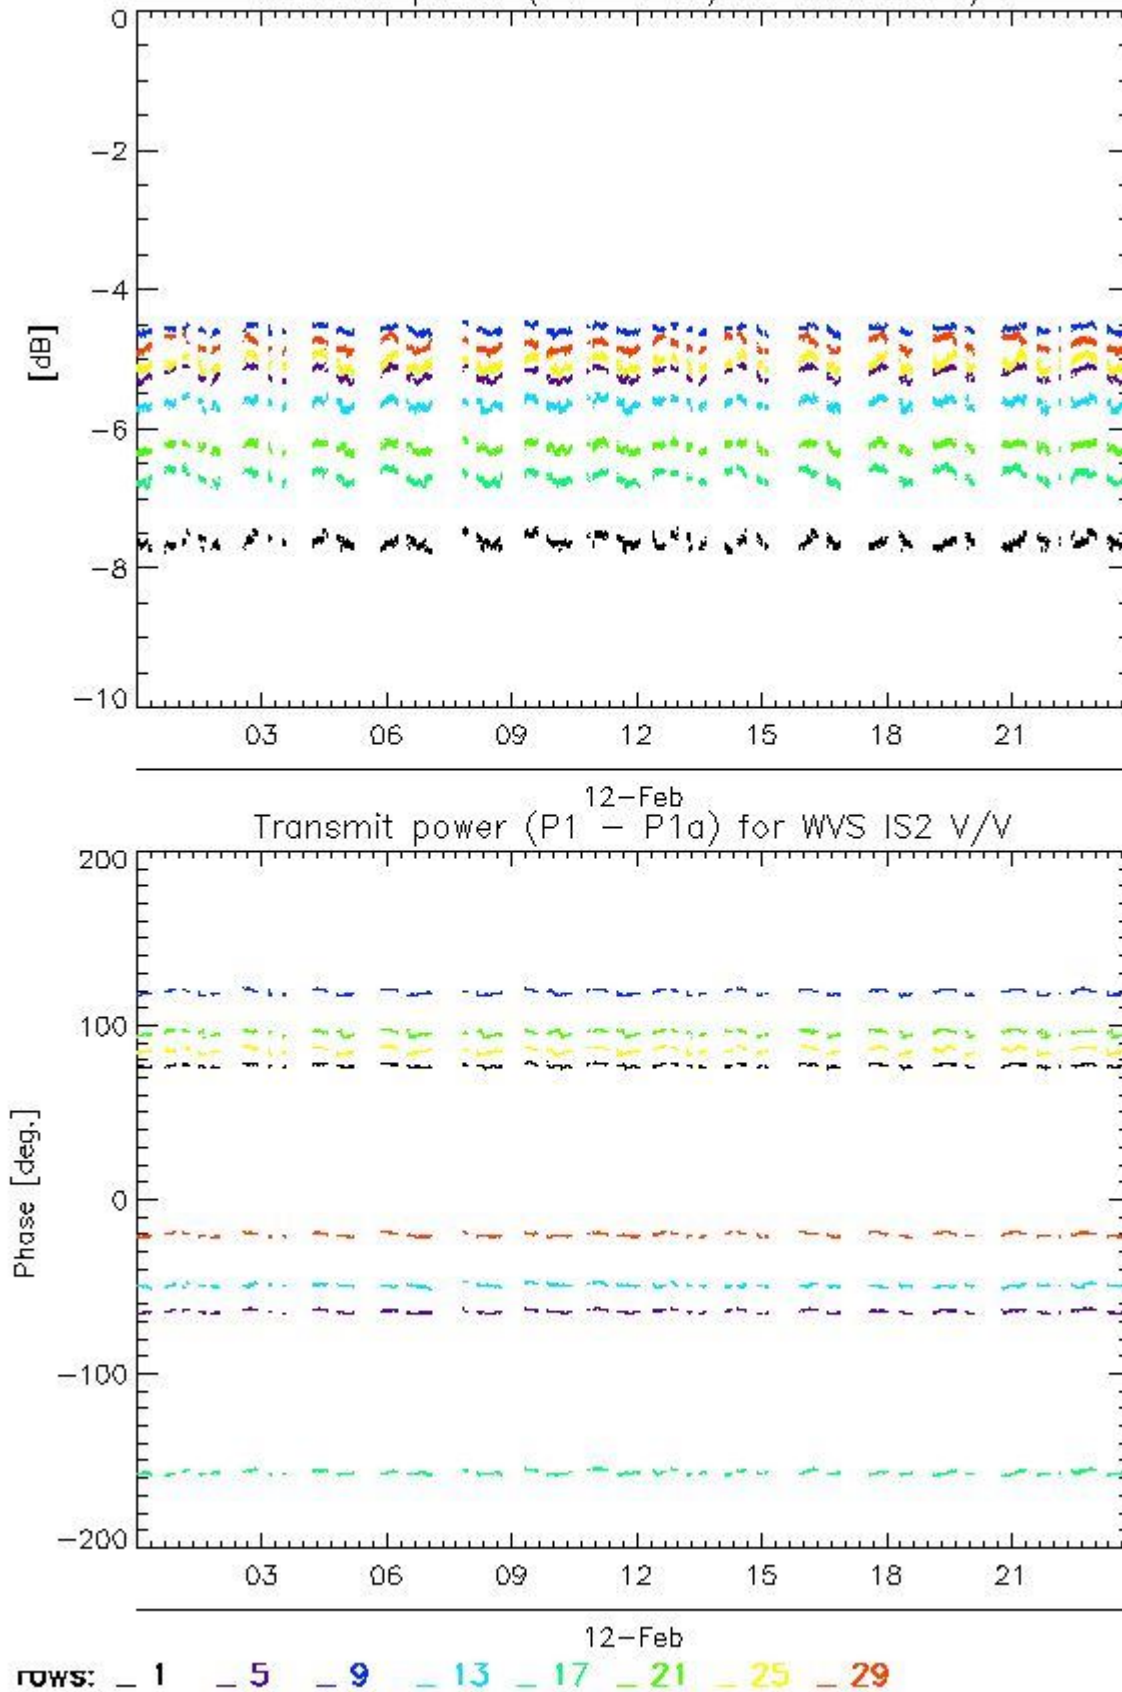 0
-2
-4
[dB]
-6
-8
-10
03 06 09 12 15 18 21
12-Feb
Transmit power (P1 - P1a) for WVS IS2 V/V
200
100
Phase [deg.]
0
-100
-200
03 06 09 12 15 18 21
12-Feb
rows: _ 1 _ 5 _ 9 _ 13 _ 17 _ 21 _ 25 _ 29